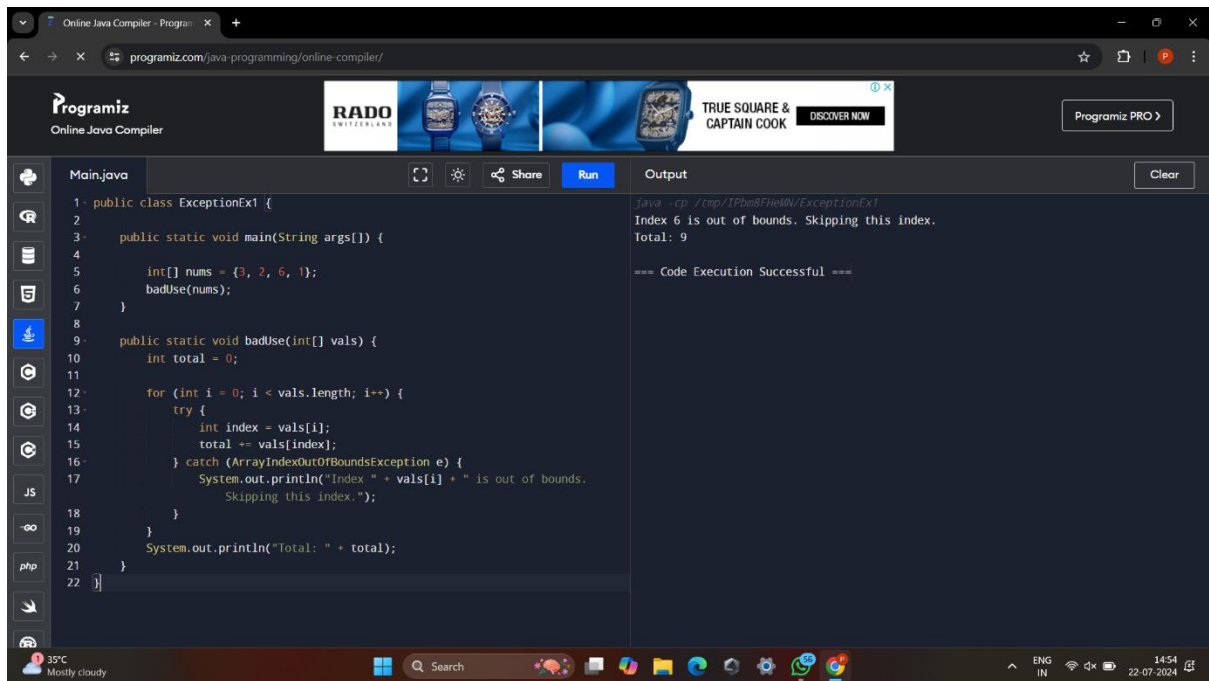 Online Java Compiler - Program
programiz.com/java-programming/online-compiler/
P
Programiz
Online Java Compiler
RADO
SWITZERLAND
TRUE SQUARE &
CAPTAIN COOK
DISCOVER NOW
Programiz PRO >
Main.java
Share
Run
Output
Clear
1 public class ExceptionEx1 {
2
3     public static void main(String args[]) {
4
5         int[] nums = {3, 2, 6, 1};
6         badUse(nums);
7     }
8
9     public static void badUse(int[] vals) {
10         int total = 0;
11
12         for (int i = 0; i < vals.length; i++) {
13             try {
14                 int index = vals[i];
15                 total += vals[index];
16             } catch (ArrayIndexOutOfBoundsException e) {
17                 System.out.println("Index " + vals[i] + " is out of bounds.
                    Skipping this index.");
18             }
19         }
20         System.out.println("Total: " + total);
21     }
22 }
java -cp /tmp/IPbm8FHeWN/ExceptionEx1
Index 6 is out of bounds. Skipping this index.
Total: 9
=== Code Execution Successful ===
JS
GO
php
1
35°C
Mostly cloudy
Search
56
ENG
IN
14:54
22-07-2024